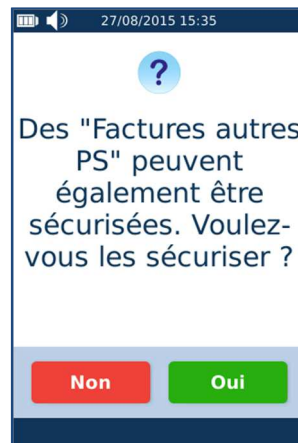 27/08/2015 15:35
?
Des "Factures autres
PS" peuvent
également être
sécurisées. Voulez-
vous les sécuriser ?
Non
Oui